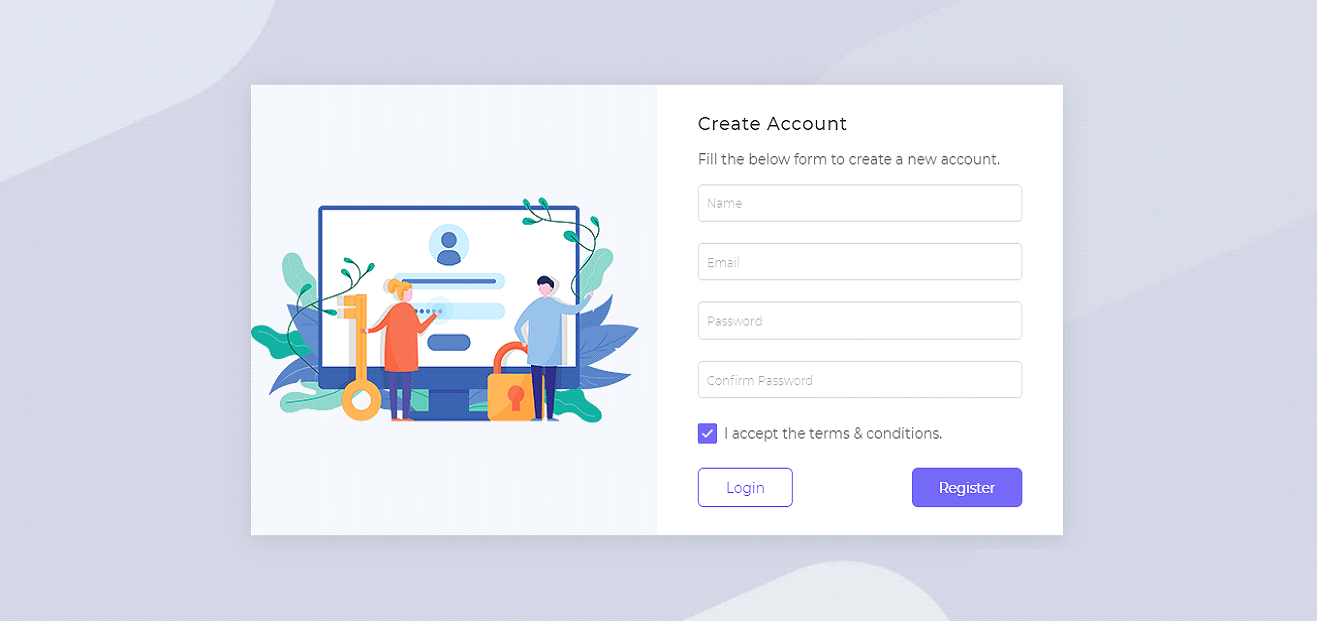 Create Account
Fill the below form to create a new account.
Name
Email
Password
Confirm Password
I accept the terms & conditions.
Login
Register